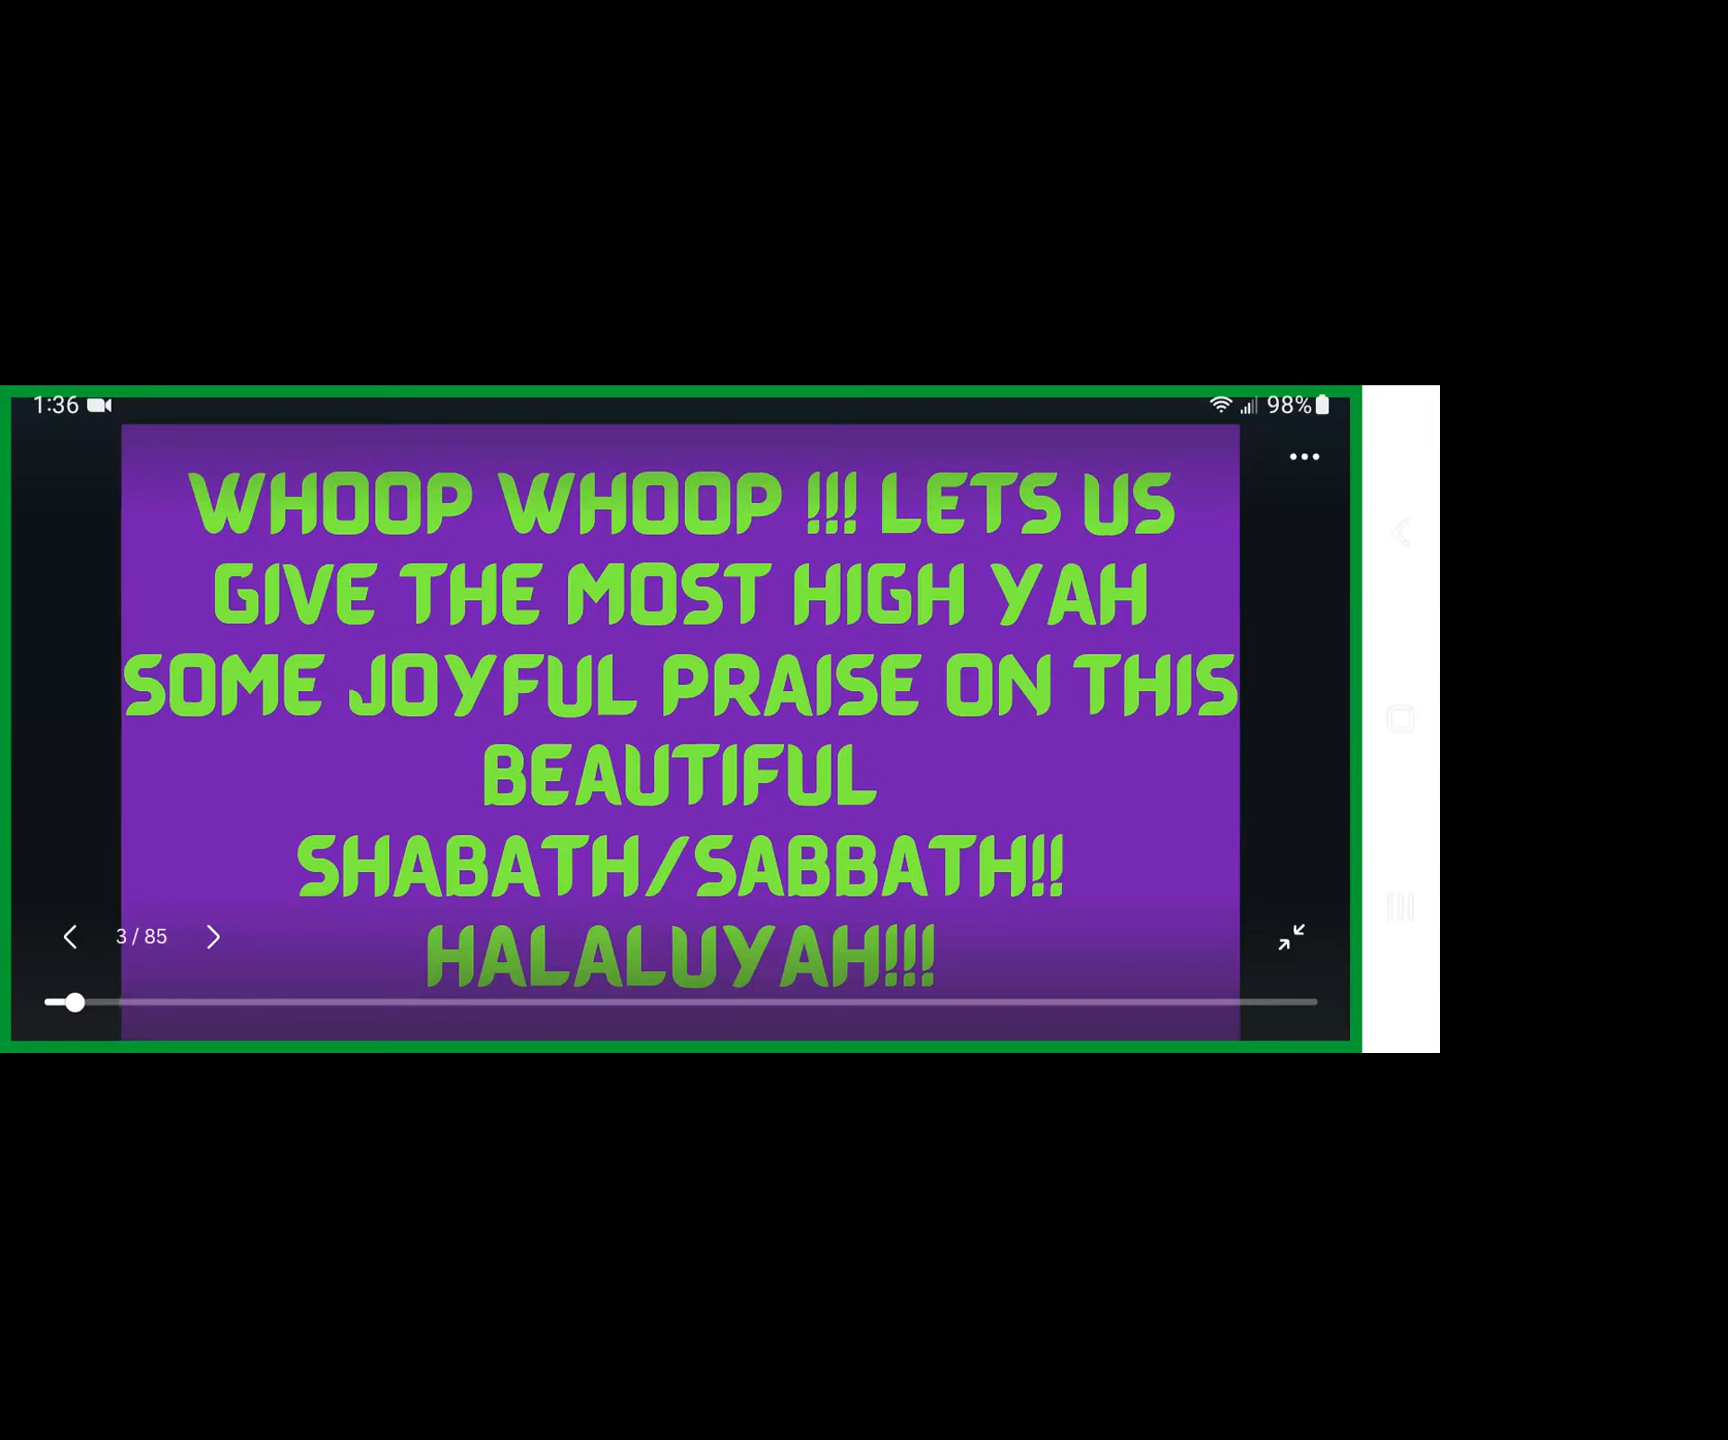 1:36
98%
WHOOP WHOOP !!! LETS US
GIVE THE MOST HIGH YAH
SOME JOYFUL PRAISE ON THIS
BEAUTIFUL
SHABATH/SABBATH!!
HALALUYAH!!!
3 / 85